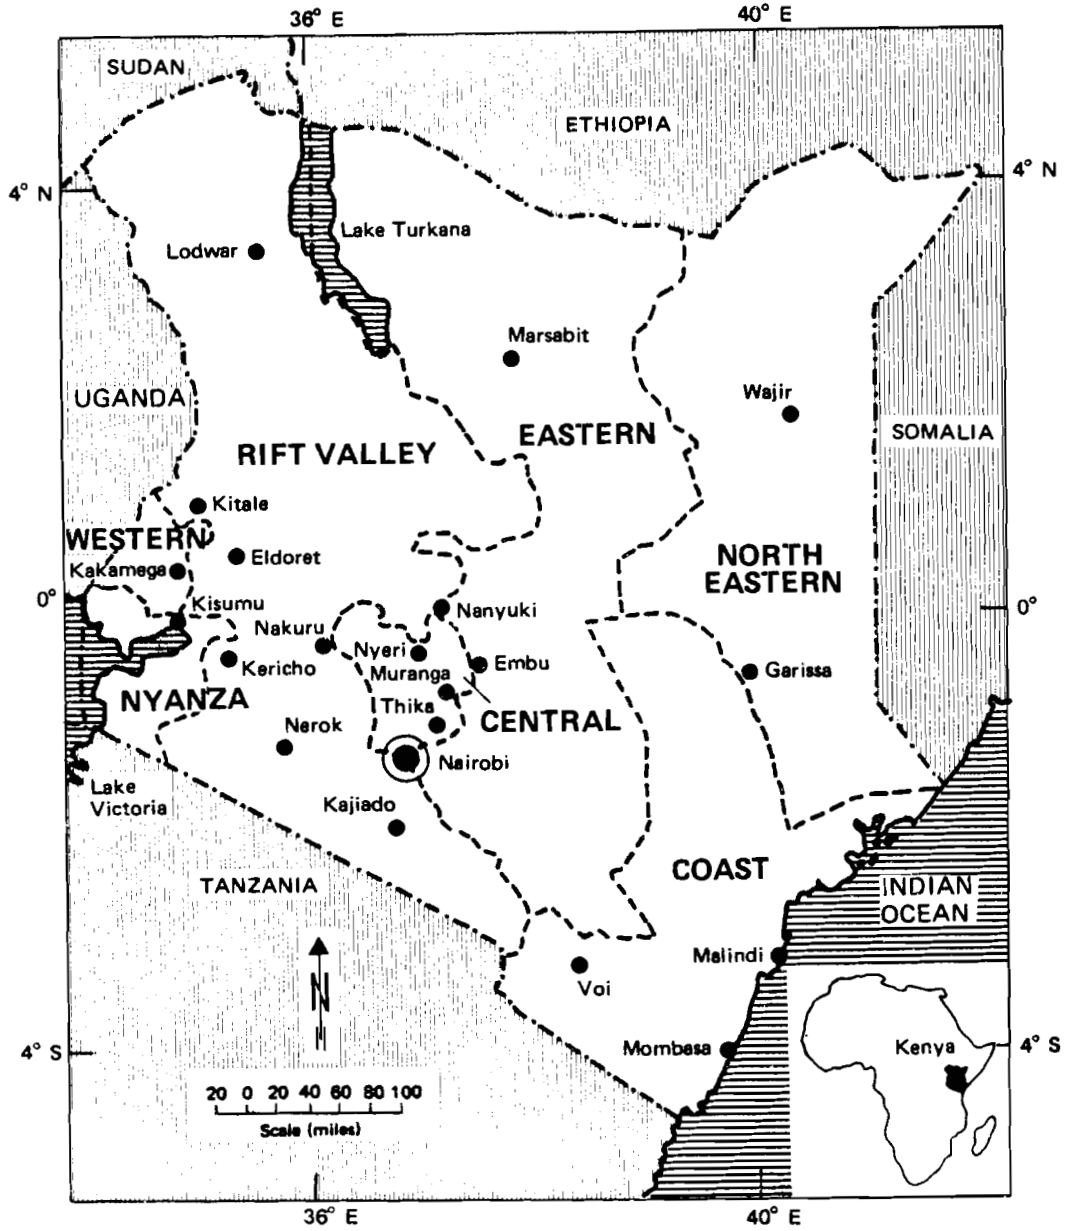 36° E
40° E
SUDAN
ETHIOPIA
4° N
4° N
Lake Turkana
Lodwar
Marsabit
Wajir
UGANDA
SOMALIA
EASTERN
RIFT VALLEY
Kitale
WESTERN
Eldoret
NORTH
EASTERN
Kakamega
0°
0°
Kisumu
Nanyuki
Nakuru
Nyeri
Embu
Kericho
Muranga
Garissa
NYANZA
Thika
CENTRAL
Narok
Nairobi
Lake
Victoria
Kajiado
COAST
TANZANIA
INDIAN
OCEAN
Malindi
N
Voi
Mombasa
Kenya
4° S
4° S
20 0 20 40 60 80 100
Scale (miles)
36° E
40° E